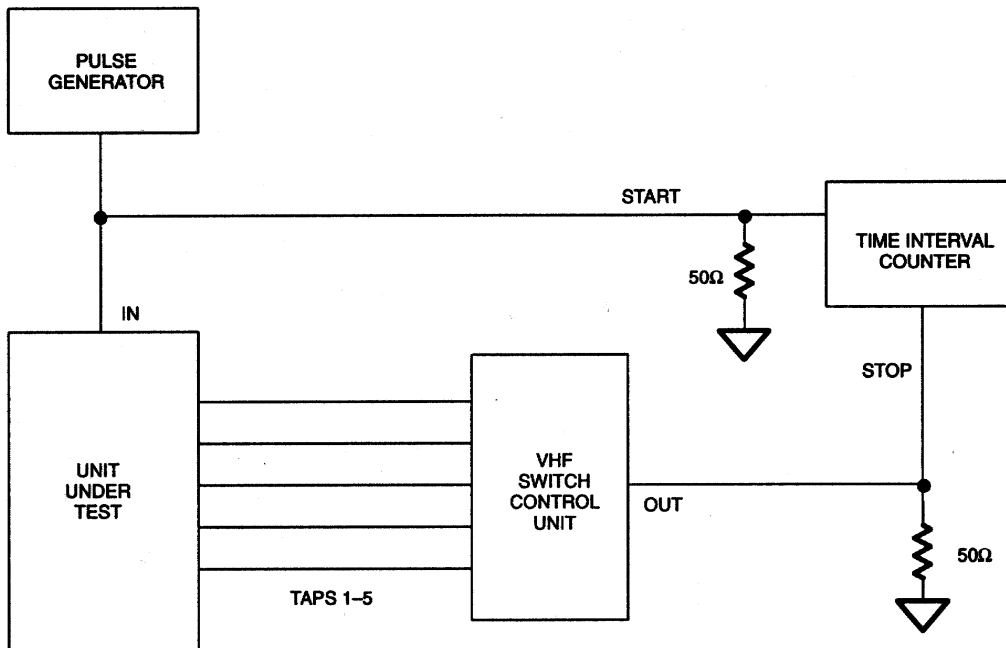 PULSE
GENERATOR
START
TIME INTERVAL
COUNTER
50Ω
IN
STOP
UNIT
UNDER
TEST
VHF
SWITCH
CONTROL
UNIT
OUT
50Ω
TAPS 1–5